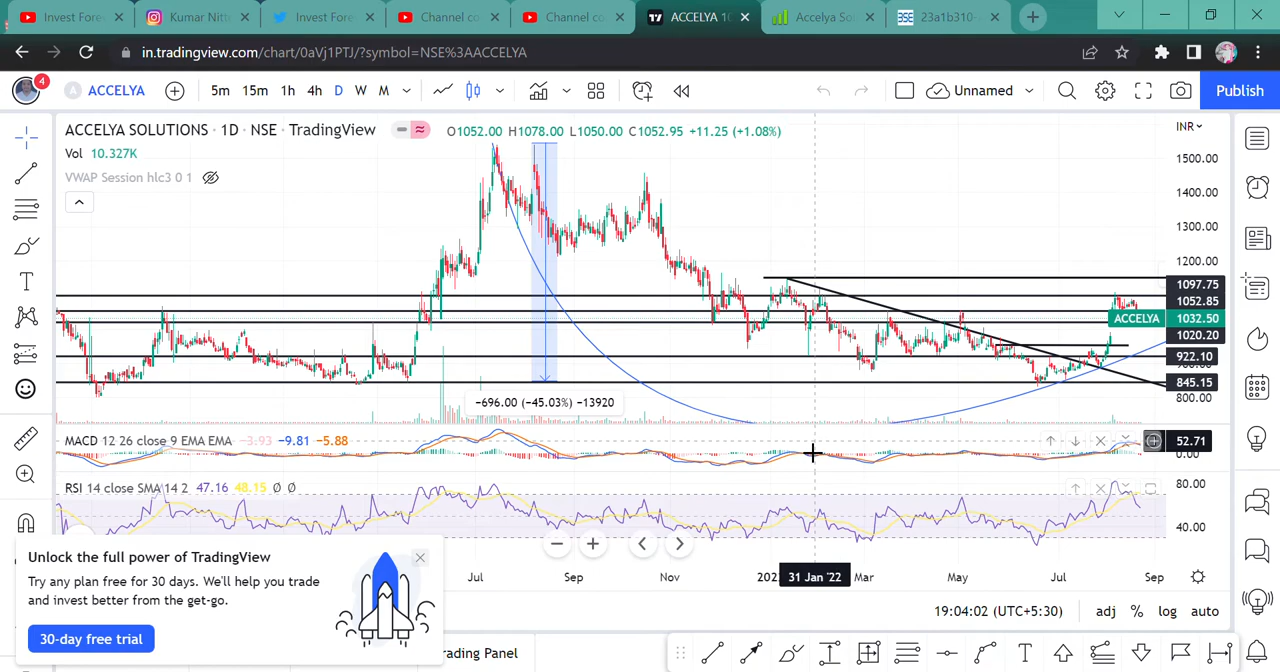 Invest Fore
Kumar Nitte
Invest Fore
Channel co
Channel co
ACCELYA 10
Accelya So
BSE
23a1b310-
in.tradingview.com/chart/0aVj1PTJ/?symbol=NSE%3AACCELYA
4
A ACCELYA
5m 15m 1h 4h D W M
Unnamed
Publish
ACCELYA SOLUTIONS · 1D · NSE · TradingView
O1052.00 H1078.00 L1050.00 C1052.95 +11.25 (+1.08%)
INR
Vol 10.327K
VWAP Session hlc3 0 1
1500.00
1400.00
1300.00
1200.00
1097.75
1052.85
ACCELYA 1032.50
1020.20
922.10
845.15
800.00
-696.00 (-45.03%) -13920
MACD 12 26 close 9 EMA EMA -3.93 -9.81 -5.88
52.71
0.00
RSI 14 close SMA 14 2 47.16 48.15 Ø Ø
80.00
40.00
Jul Sep Nov 31 Jan '22 Mar May Jul Sep
Unlock the full power of TradingView
Try any plan free for 30 days. We'll help you trade
and invest better from the get-go.
30-day free trial
19:04:02 (UTC+5:30) adj % log auto
Panel